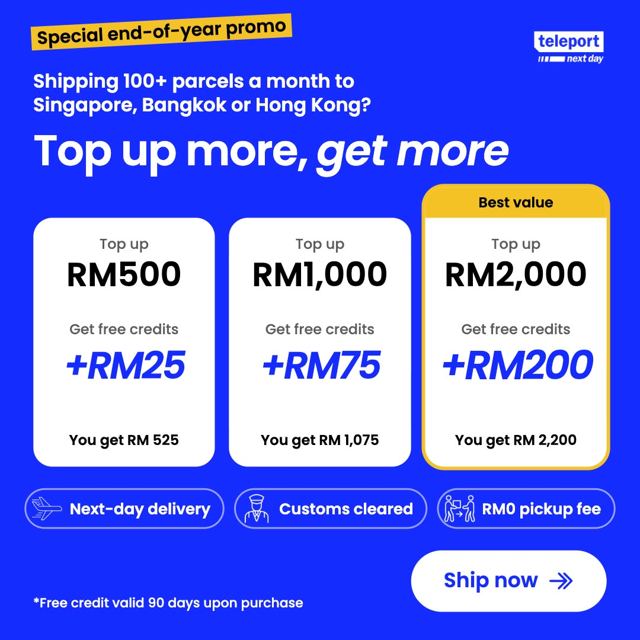 Special end-of-year promo
teleport
next day
Shipping 100+ parcels a month to
Singapore, Bangkok or Hong Kong?
Top up more, get more
Top up
RM500
Get free credits
+RM25
You get RM 525
Top up
RM1,000
Get free credits
+RM75
You get RM 1,075
Best value
Top up
RM2,000
Get free credits
+RM200
You get RM 2,200
Next-day delivery
Customs cleared
RM0 pickup fee
Ship now
*Free credit valid 90 days upon purchase